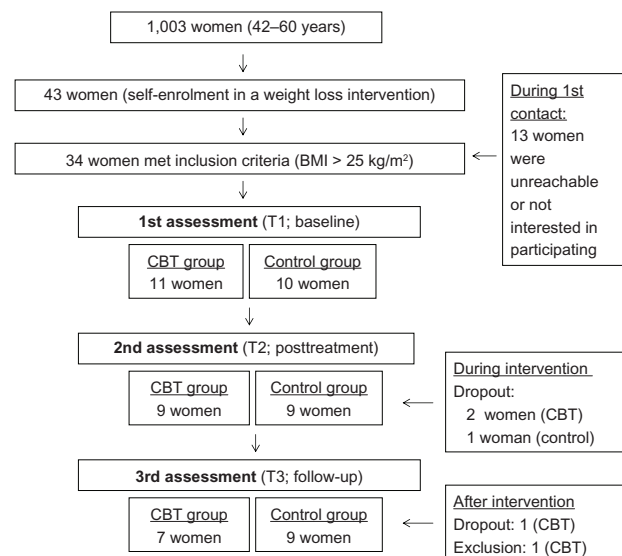 1,003 women (42–60 years)
43 women (self-enrolment in a weight loss intervention)
34 women met inclusion criteria (BMI > 25 kg/m²)
During 1st
contact:
13 women
were
unreachable
or not
interested in
participating
1st assessment (T1; baseline)
CBT group
11 women
Control group
10 women
2nd assessment (T2; posttreatment)
CBT group
9 women
Control group
9 women
During intervention
Dropout:
2 women (CBT)
1 woman (control)
3rd assessment (T3; follow-up)
CBT group
7 women
Control group
9 women
After intervention
Dropout: 1 (CBT)
Exclusion: 1 (CBT)